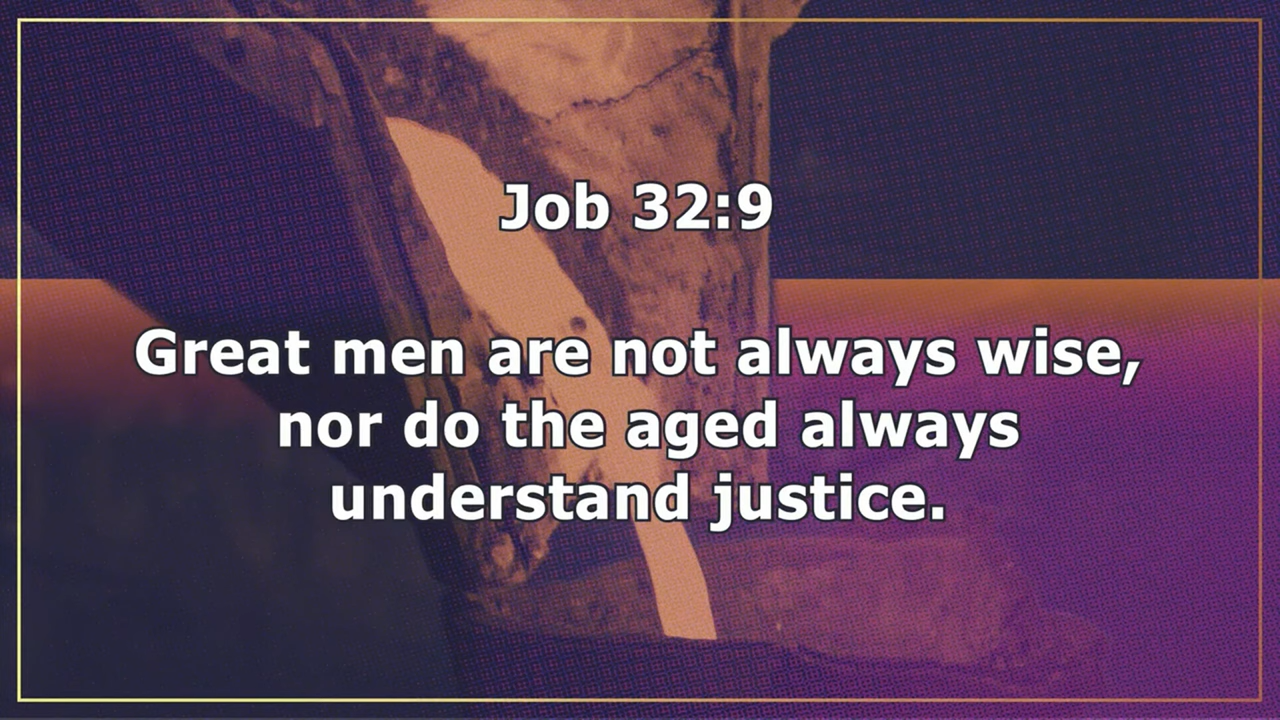 Job 32:9
Great men are not always wise,
nor do the aged always
understand justice.